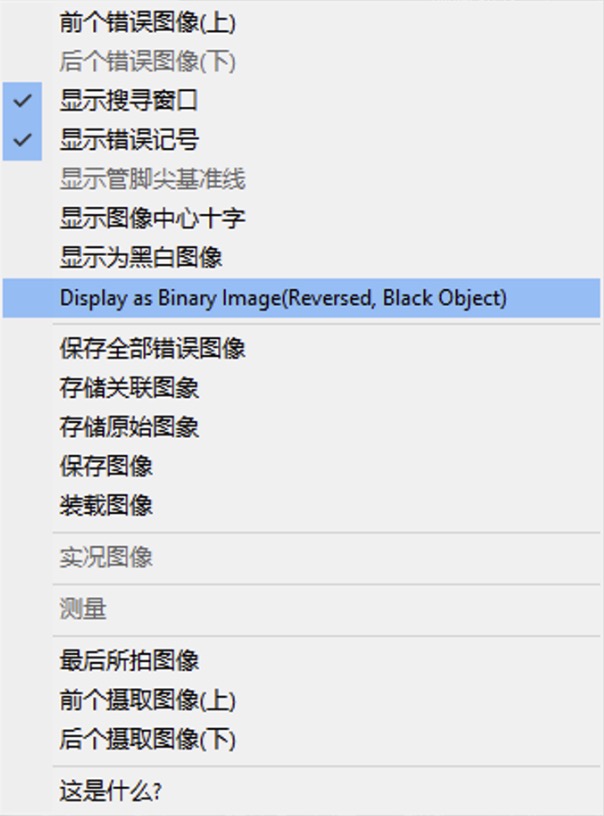 前个错误图像(上)
后个错误图像(下)
显示搜寻窗口
显示错误记号
显示管脚尖基准线
显示图像中心十字
显示为黑白图像
Display as Binary Image(Reversed, Black Object)
保存全部错误图像
存储关联图象
存储原始图象
保存图像
装载图像
实况图像
测量
最后所拍图像
前个摄取图像(上)
后个摄取图像(下)
这是什么?